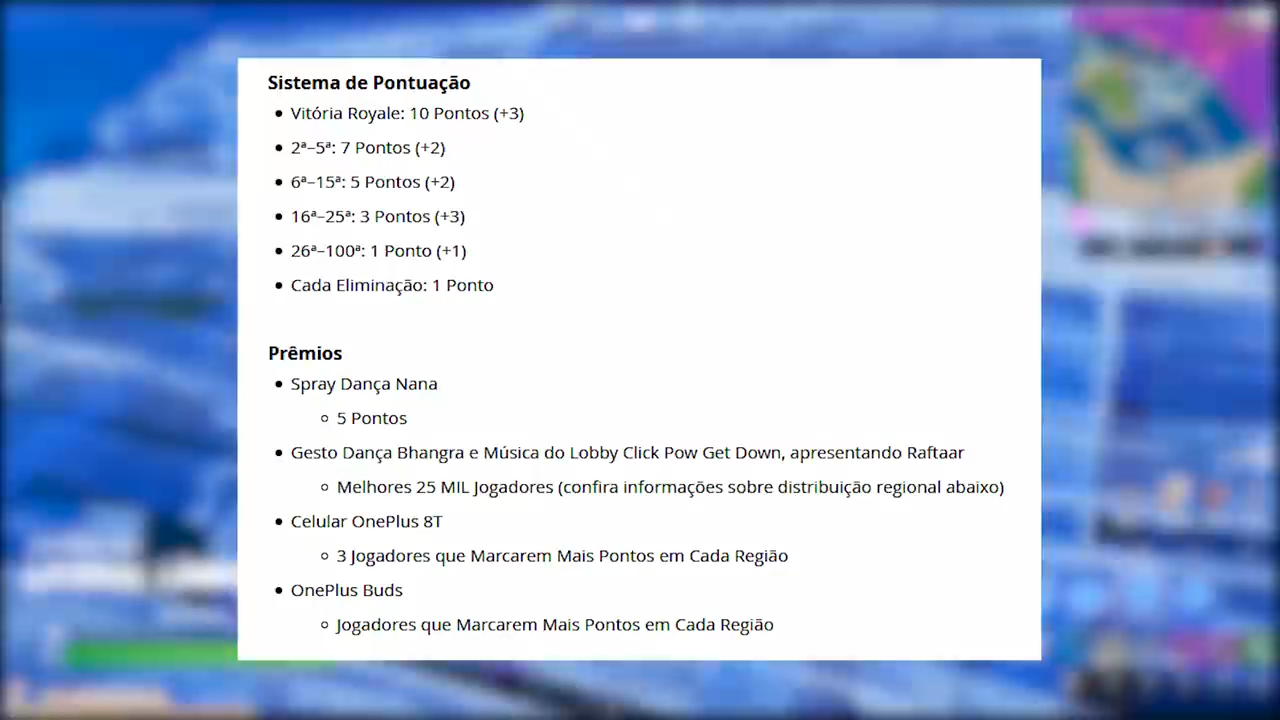 Sistema de Pontuação
• Vitória Royale: 10 Pontos (+3)
• 2ª–5ª: 7 Pontos (+2)
• 6ª–15ª: 5 Pontos (+2)
• 16ª–25ª: 3 Pontos (+3)
• 26ª–100ª: 1 Ponto (+1)
• Cada Eliminação: 1 Ponto
Prêmios
• Spray Dança Nana
◦ 5 Pontos
• Gesto Dança Bhangra e Música do Lobby Click Pow Get Down, apresentando Raftaar
◦ Melhores 25 MIL Jogadores (confira informações sobre distribuição regional abaixo)
• Celular OnePlus 8T
◦ 3 Jogadores que Marcarem Mais Pontos em Cada Região
• OnePlus Buds
◦ Jogadores que Marcarem Mais Pontos em Cada Região